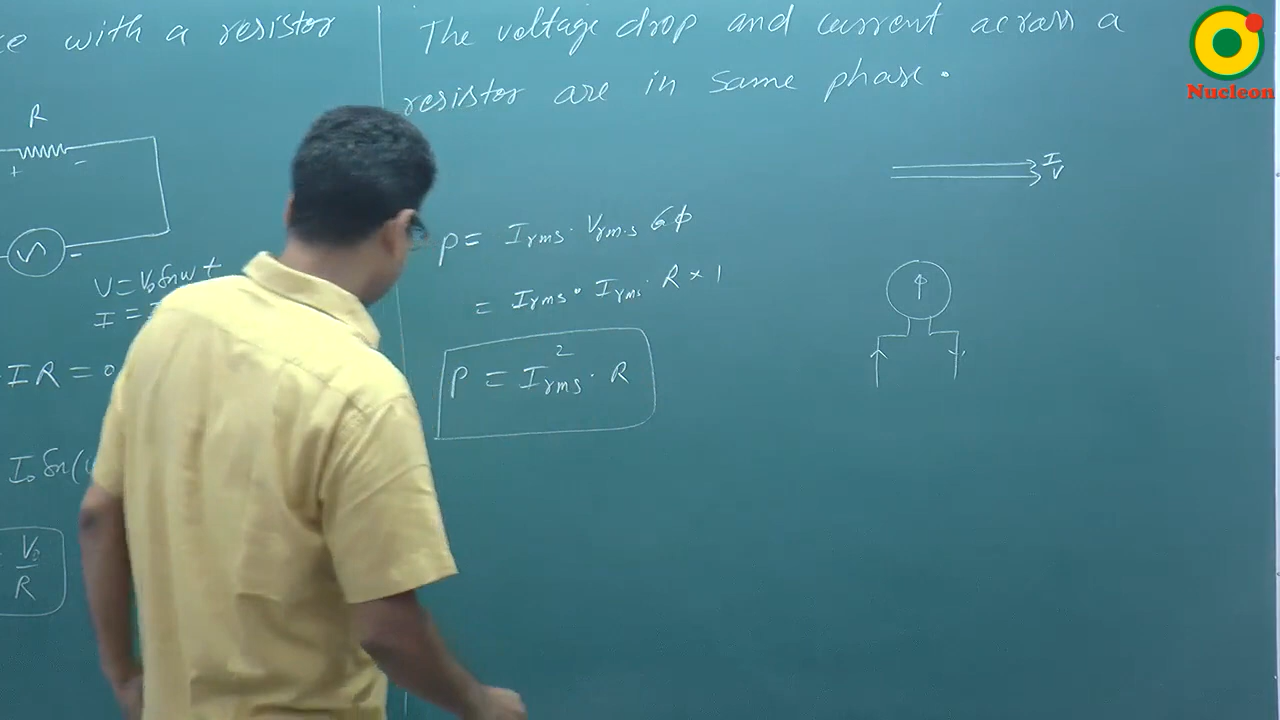 ce with a resistor
R
+ -
-
V = V₀ Sin ω t
I =
IR = 0
I₀ Sin(
V₀
R
The voltage drop and current across a
resistor are in same phase.
I
V
P = Irms. Vrms Cos φ
= Irms. Irms. R × 1
P = I²rms. R
Nucleon